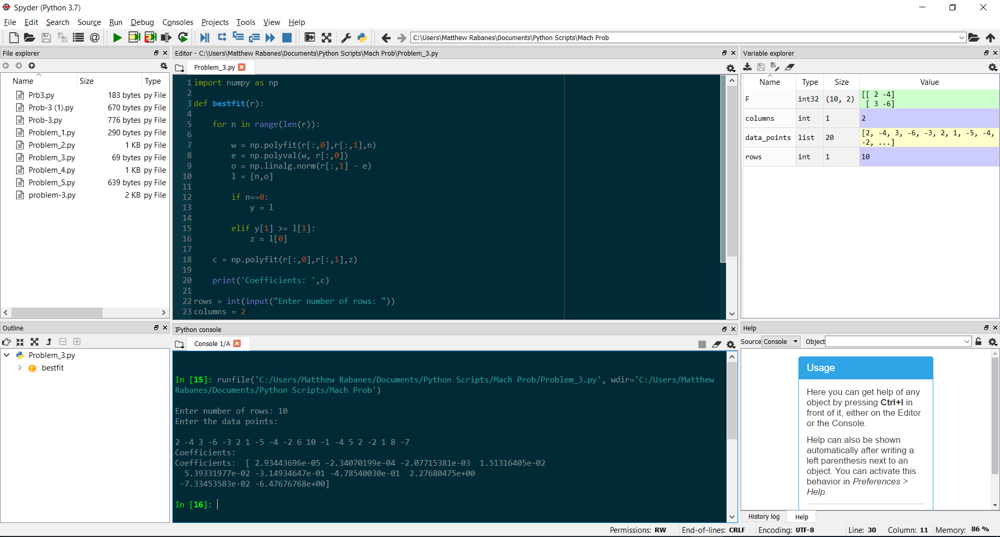 Spyder (Python 3.7)
File Edit Search Source Run Debug Consoles Projects Tools View Help
C:\Users\Matthew Rabanes\Documents\Python Scripts\Mach Prob
File explorer
Name Size Type
Prb3.py 183 bytes py File
Prob-3 (1).py 670 bytes py File
Prob-3.py 776 bytes py File
Problem_1.py 290 bytes py File
Problem_2.py 1 KB py File
Problem_3.py 69 bytes py File
Problem_4.py 1 KB py File
Problem_5.py 639 bytes py File
problem-3.py 2 KB py File
Outline
Problem_3.py
bestfit
Editor - C:\Users\Matthew Rabanes\Documents\Python Scripts\Mach Prob\Problem_3.py
Problem_3.py
1 import numpy as np
2
3 def bestfit(r):
4
5     for n in range(len(r)):
6
7         w = np.polyfit(r[:,0],r[:,1],n)
8         e = np.polyval(w, r[:,0])
9         o = np.linalg.norm(r[:,1] - e)
10         l = [n,o]
11
12         if n==0:
13             y = l
14
15         elif y[1] >= l[1]:
16             z = l[0]
17
18     c = np.polyfit(r[:,0],r[:,1],z)
19
20     print('Coefficients: ',c)
21
22 rows = int(input("Enter number of rows: "))
23 columns = 2
IPython console
Console 1/A
In [15]: runfile('C:/Users/Matthew Rabanes/Documents/Python Scripts/Mach Prob/Problem_3.py', wdir='C:/Users/Matthew
Rabanes/Documents/Python Scripts/Mach Prob')
Enter number of rows: 10
Enter the data points:
2 -4 3 -6 -3 2 1 -5 -4 -2 6 10 -1 -4 5 2 -2 1 8 -7
Coefficients:
Coefficients:  [ 2.93443696e-05 -2.34070199e-04 -2.07715381e-03  1.51316405e-02
  5.39331977e-02 -3.14934647e-01 -4.78540030e-01  2.27680475e+00
 -7.33453583e-02 -6.47676768e+00]
In [16]:
Variable explorer
Name Type Size Value
F int32 (10, 2) [[ 2 -4]
[ 3 -6]
columns int 1 2
data_points list 20 [2, -4, 3, -6, -3, 2, 1, -5, -4,
-2, ...]
rows int 1 10
Help
Source Console Object
Usage
Here you can get help of any
object by pressing Ctrl+I in
front of it, either on the Editor
or the Console.
Help can also be shown
automatically after writing a
left parenthesis next to an
object. You can activate this
behavior in Preferences >
Help.
History log Help
Permissions: RW End-of-lines: CRLF Encoding: UTF-8 Line: 30 Column: 11 Memory: 86 %